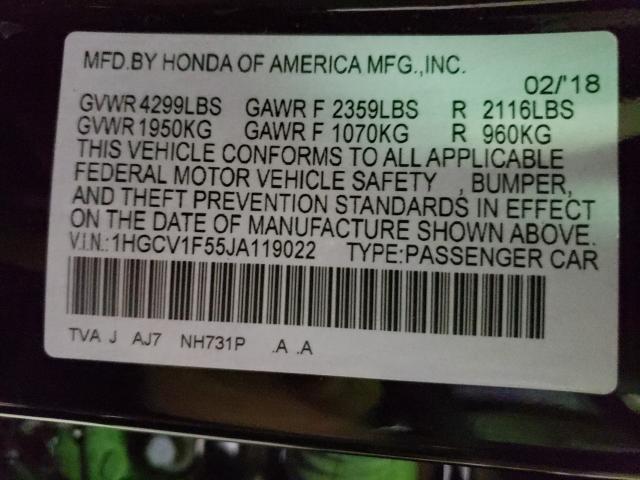 MFD.BY HONDA OF AMERICA MFG.,INC.
02/'18
GVWR 4299LBS GAWR F 2359LBS R 2116LBS
GVWR 1950KG GAWR F 1070KG R 960KG
THIS VEHICLE CONFORMS TO ALL APPLICABLE
FEDERAL MOTOR VEHICLE SAFETY , BUMPER,
AND THEFT PREVENTION STANDARDS IN EFFECT
ON THE DATE OF MANUFACTURE SHOWN ABOVE.
V.I.N.:1HGCV1F55JA119022 TYPE:PASSENGER CAR
TVA J AJ7 NH731P .A .A